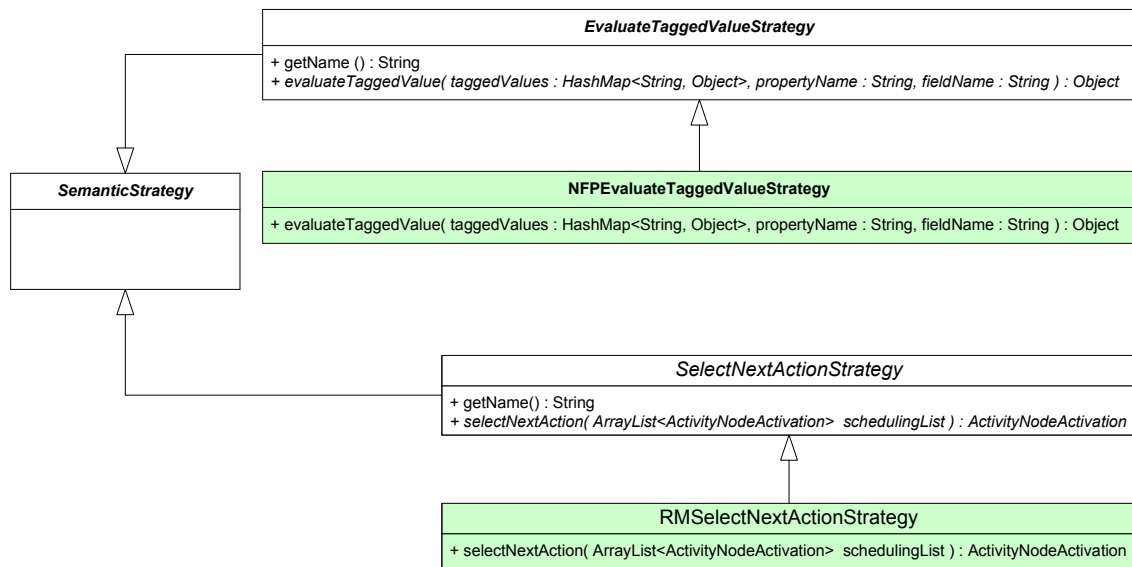 EvaluateTaggedValueStrategy
+ getName () : String
+ evaluateTaggedValue( taggedValues : HashMap<String, Object>, propertyName : String, fieldName : String ) : Object
SemanticStrategy
NFPEvaluateTaggedValueStrategy
+ evaluateTaggedValue( taggedValues : HashMap<String, Object>, propertyName : String, fieldName : String ) : Object
SelectNextActionStrategy
+ getName() : String
+ selectNextAction( ArrayList<ActivityNodeActivation> schedulingList ) : ActivityNodeActivation
RMSelectNextActionStrategy
+ selectNextAction( ArrayList<ActivityNodeActivation> schedulingList ) : ActivityNodeActivation